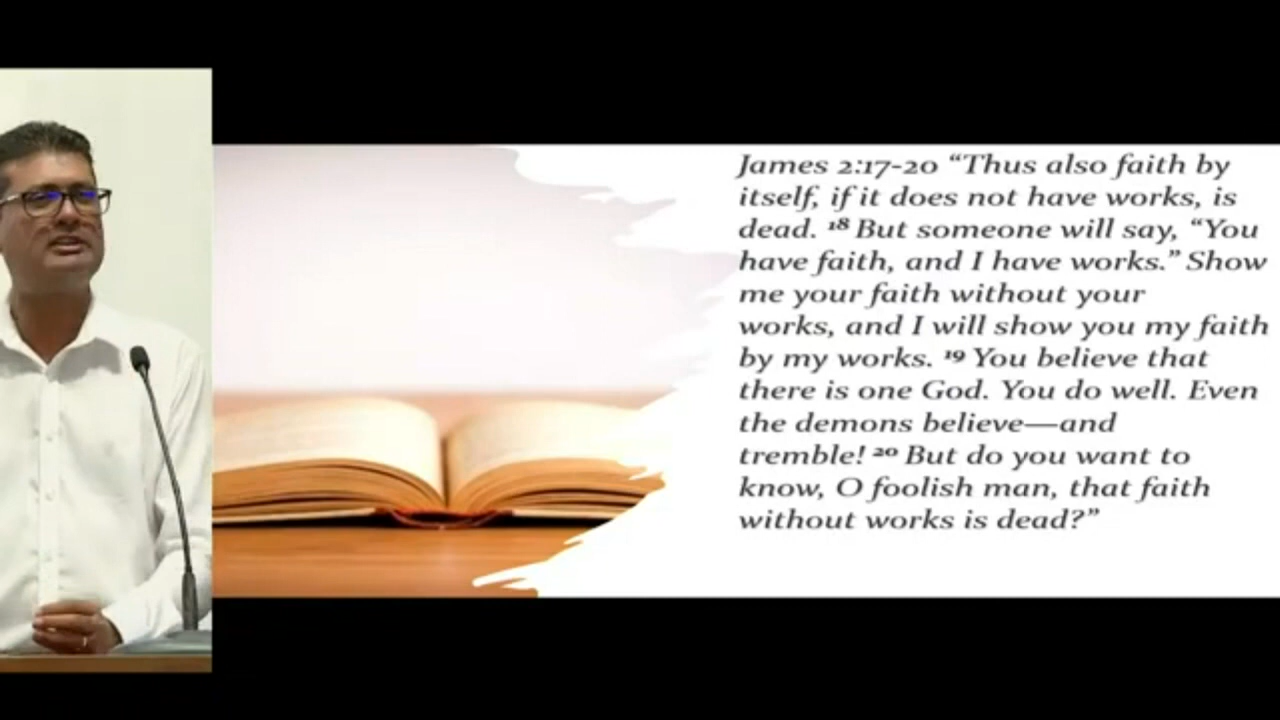 James 2:17-20 “Thus also faith by
itself, if it does not have works, is
dead. ¹⁸ But someone will say, “You
have faith, and I have works.” Show
me your faith without your
works, and I will show you my faith
by my works. ¹⁹ You believe that
there is one God. You do well. Even
the demons believe—and
tremble! ²⁰ But do you want to
know, O foolish man, that faith
without works is dead?”